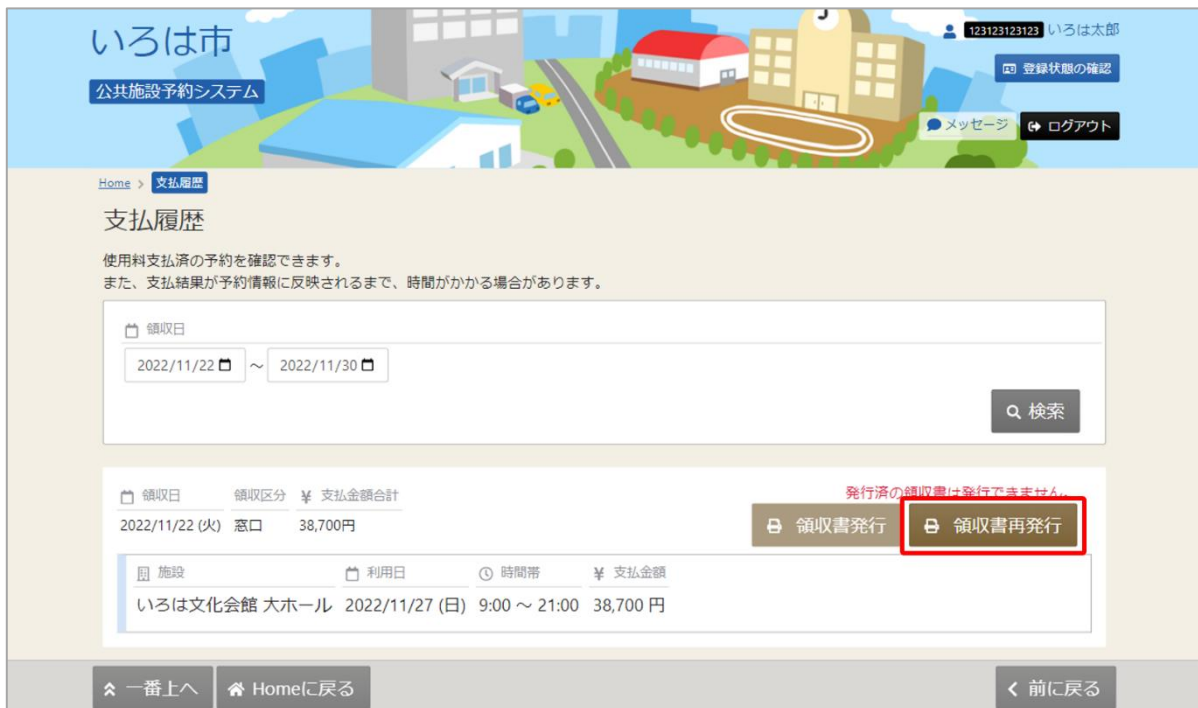 いろは市
公共施設予約システム
123123123123 いろは太郎
登録状態の確認
メッセージ ログアウト
Home > 支払履歴
支払履歴
使用料支払済の予約を確認できます。
また、支払結果が予約情報に反映されるまで、時間がかかる場合があります。
領収日
2022/11/22 ～ 2022/11/30
検索
領収日 領収区分 ¥ 支払金額合計
2022/11/22 (火) 窓口 38,700円
発行済の領収書は発行できません。
領収書発行 領収書再発行
施設 利用日 時間帯 ¥ 支払金額
いろは文化会館 大ホール 2022/11/27 (日) 9:00 ～ 21:00 38,700 円
一番上へ Homeに戻る 前に戻る